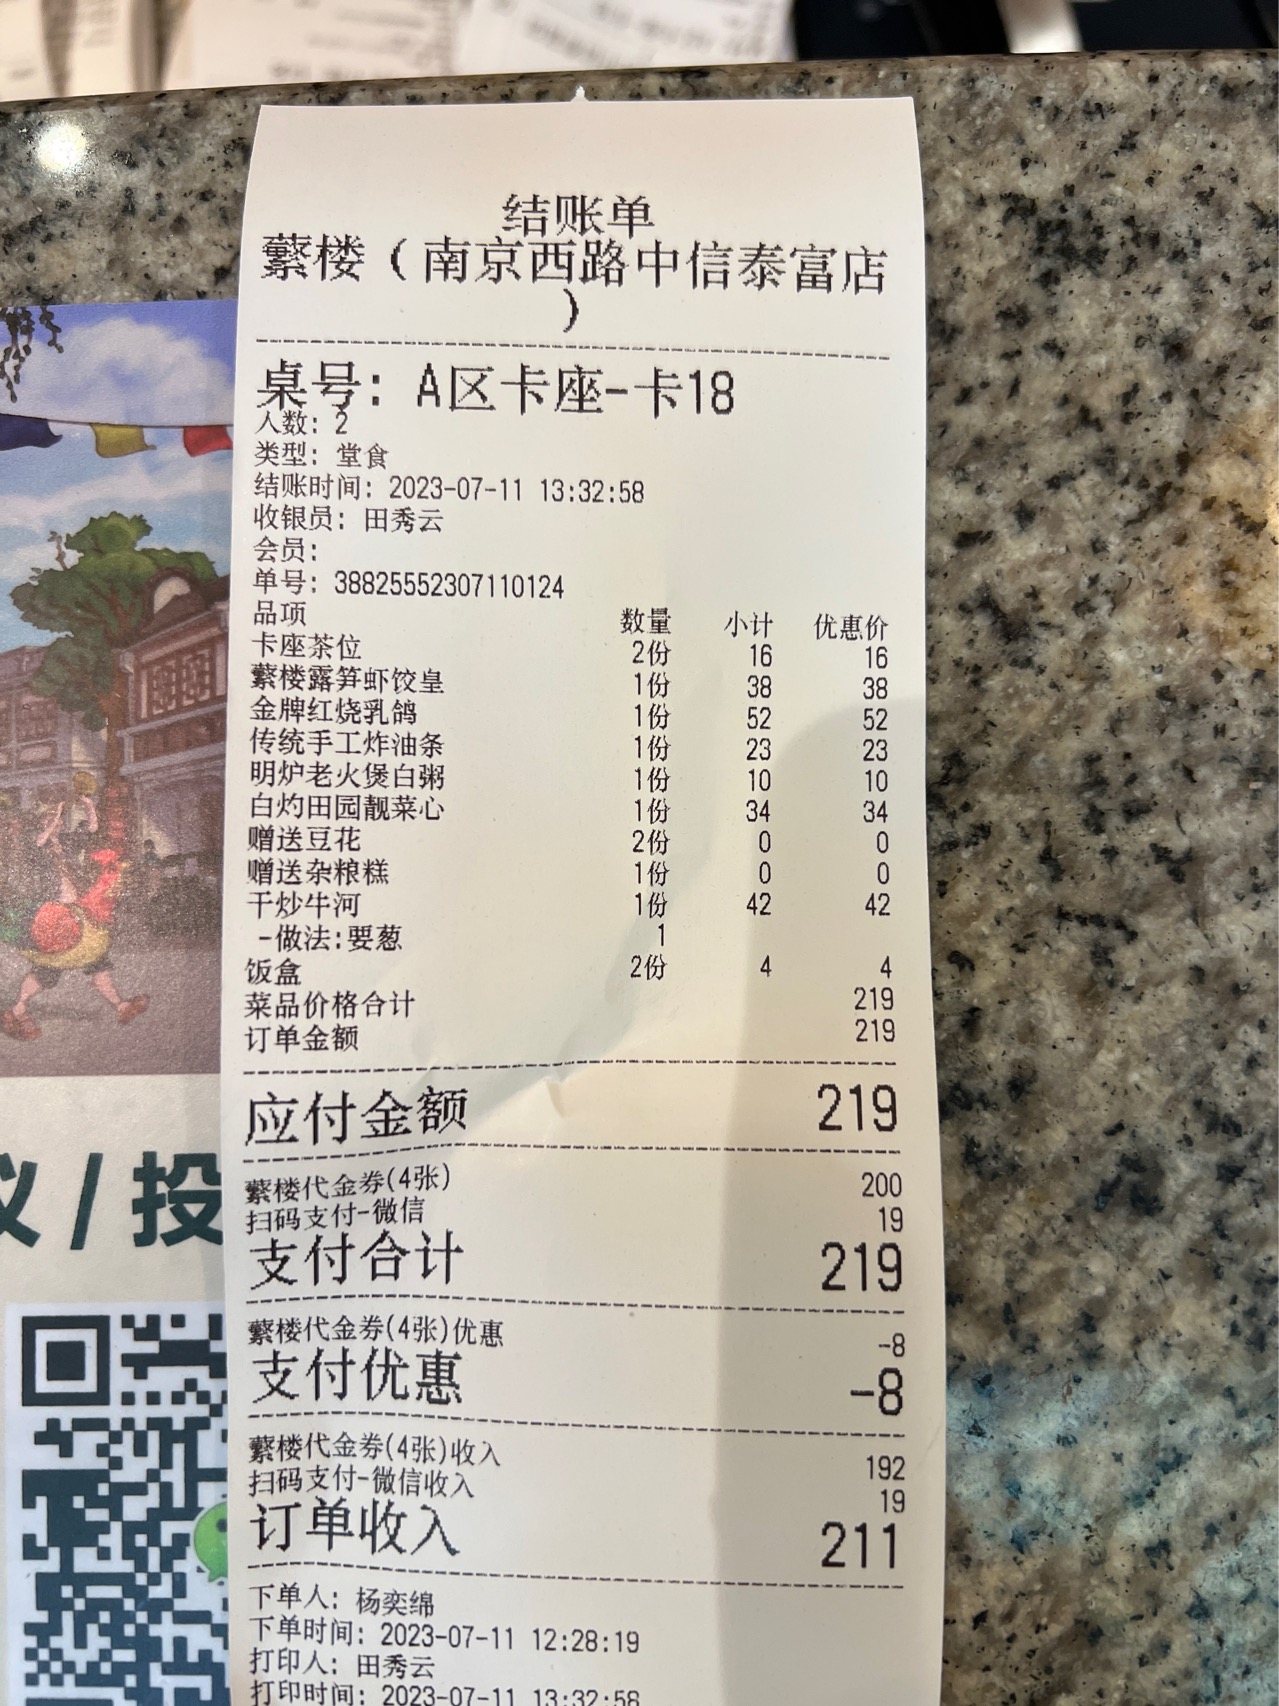 结账单
蘩楼（南京西路中信泰富店
）
桌号：A区卡座-卡18
人数：2
类型：堂食
结账时间：2023-07-11 13:32:58
收银员：田秀云
会员：
单号：38825552307110124
品项 数量 小计 优惠价
卡座茶位 2份 16 16
蘩楼露笋虾饺皇 1份 38 38
金牌红烧乳鸽 1份 52 52
传统手工炸油条 1份 23 23
明炉老火煲白粥 1份 10 10
白灼田园靓菜心 1份 34 34
赠送豆花 2份 0 0
赠送杂粮糕 1份 0 0
干炒牛河 1份 42 42
-做法:要葱 1
饭盒 2份 4 4
菜品价格合计 219
订单金额 219
应付金额 219
蘩楼代金券(4张) 200
扫码支付-微信 19
支付合计 219
蘩楼代金券(4张)优惠 -8
支付优惠 -8
蘩楼代金券(4张)收入 192
扫码支付-微信收入 19
订单收入 211
下单人：杨奕绵
下单时间：2023-07-11 12:28:19
打印人：田秀云
打印时间：2023-07-11 13:32:58
议/投